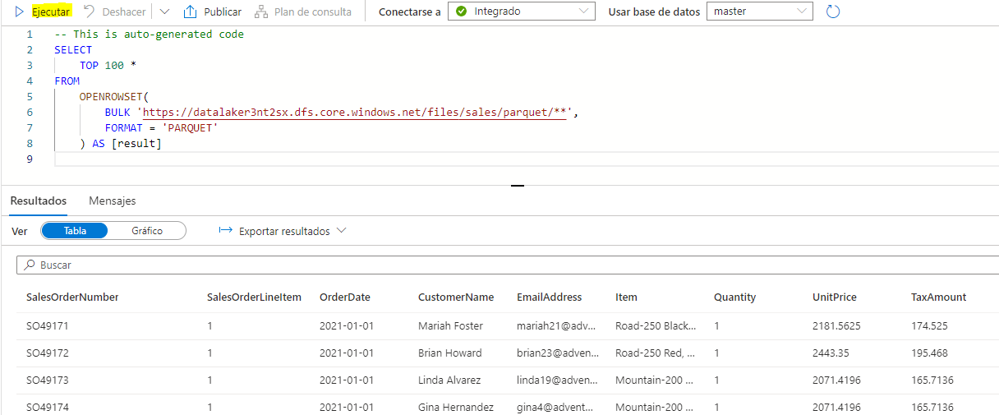 Ejecutar Deshacer Publicar Plan de consulta Conectarse a Integrado Usar base de datos master
1 -- This is auto-generated code
2 SELECT
3 TOP 100 *
4 FROM
5 OPENROWSET(
6 BULK 'https://datalaker3nt2sx.dfs.core.windows.net/files/sales/parquet/**',
7 FORMAT = 'PARQUET'
8 ) AS [result]
9
Resultados Mensajes
Ver Tabla Gráfico Exportar resultados
Buscar
SalesOrderNumber SalesOrderLineItem OrderDate CustomerName EmailAddress Item Quantity UnitPrice TaxAmount
SO49171 1 2021-01-01 Mariah Foster mariah21@adv... Road-250 Black... 1 2181.5625 174.525
SO49172 1 2021-01-01 Brian Howard brian23@adven... Road-250 Red, ... 1 2443.35 195.468
SO49173 1 2021-01-01 Linda Alvarez linda19@adven... Mountain-200 ... 1 2071.4196 165.7136
SO49174 1 2021-01-01 Gina Hernandez gina4@advent... Mountain-200 ... 1 2071.4196 165.7136